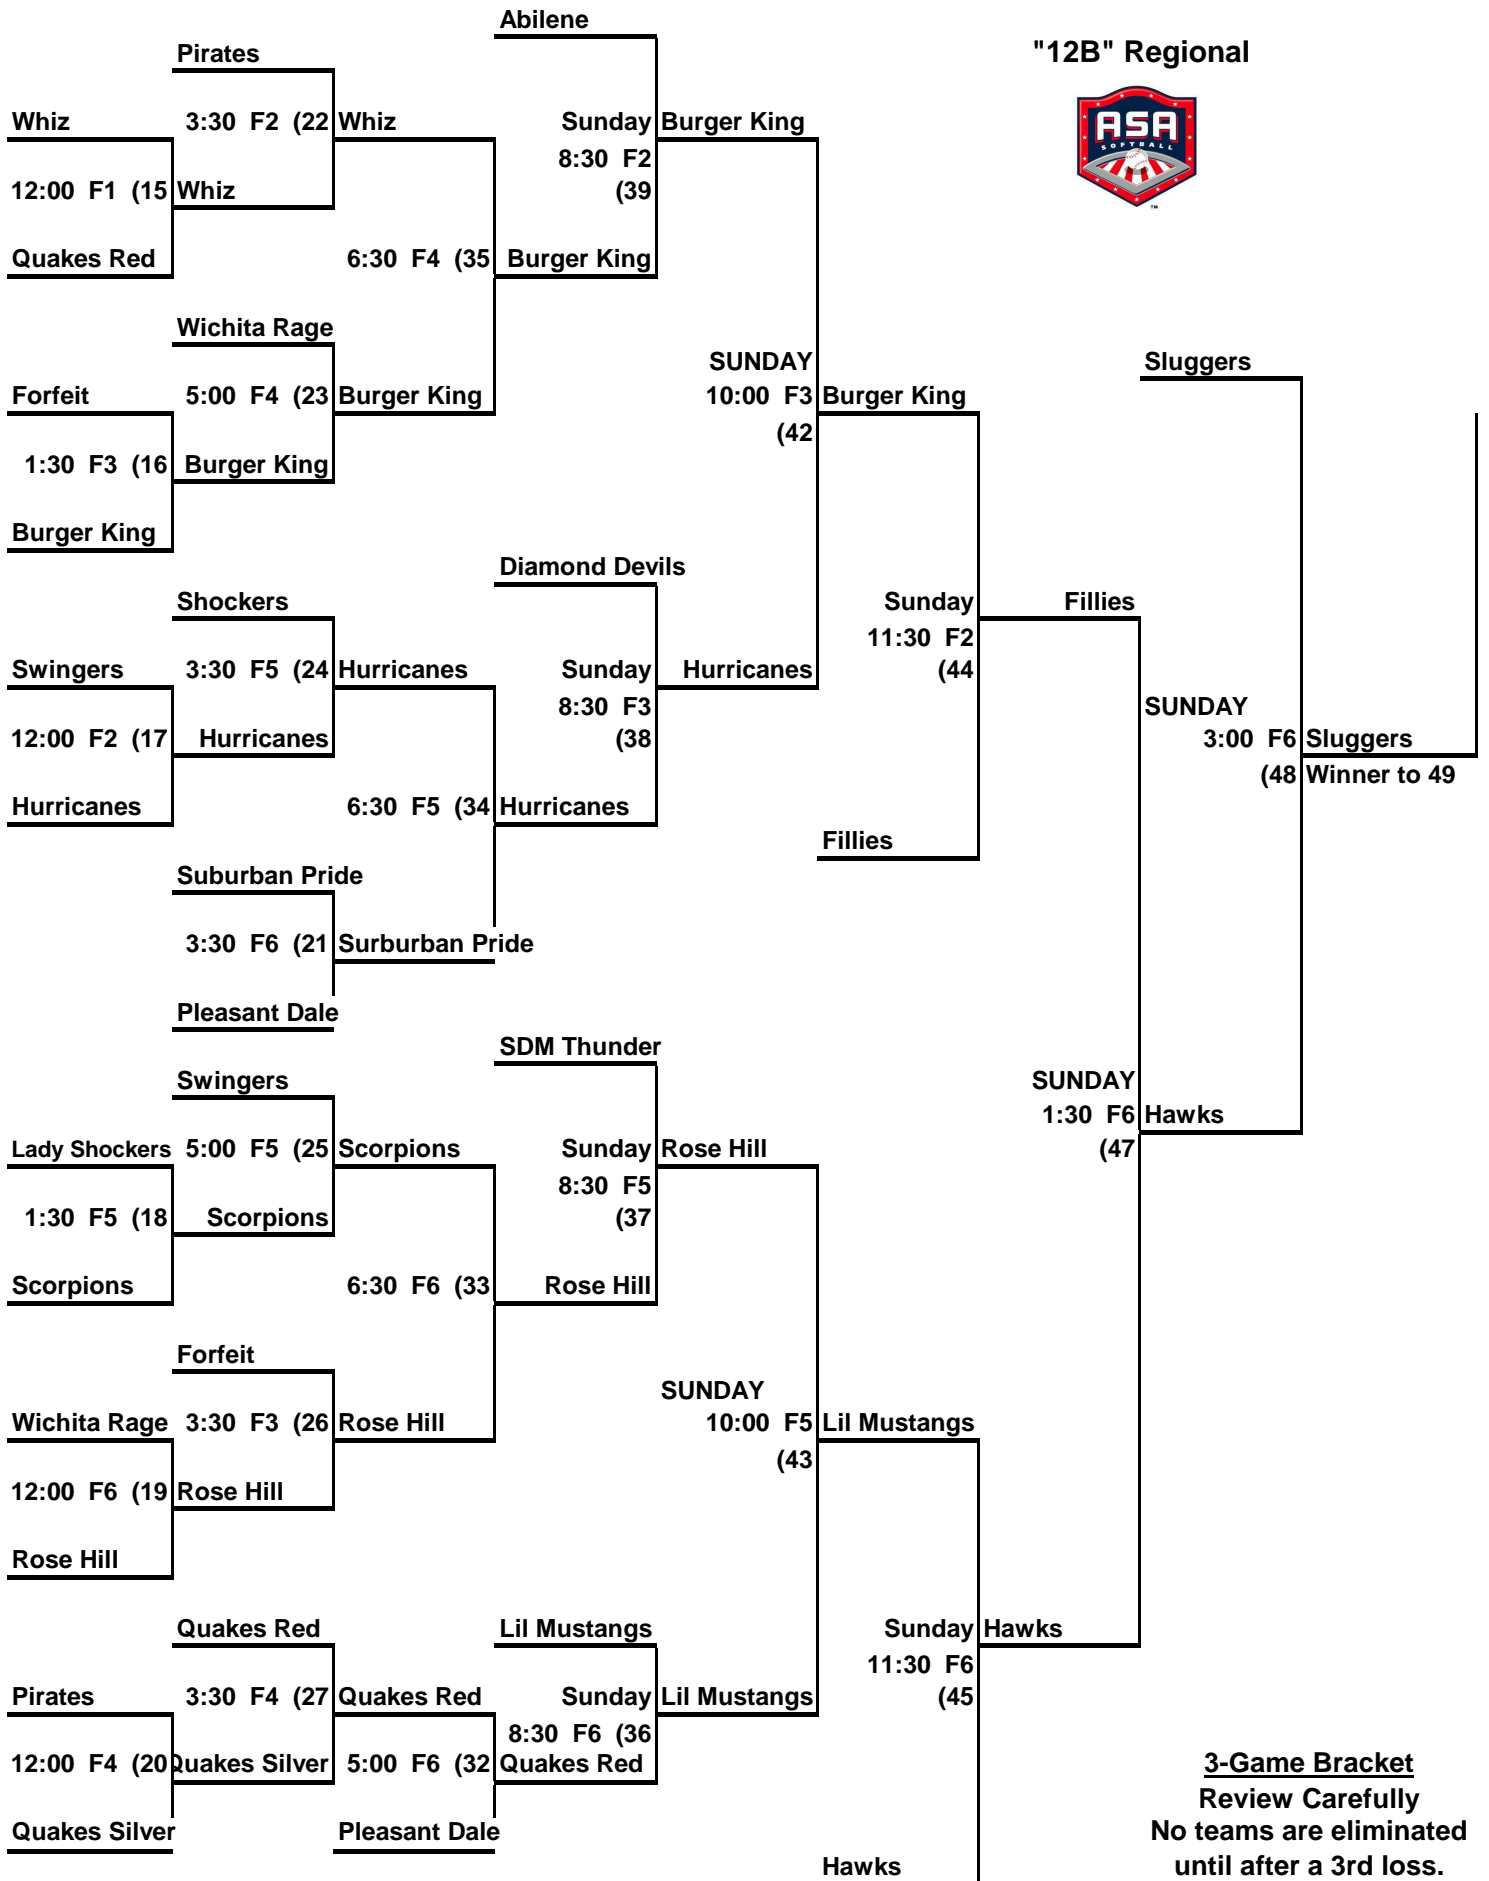 Abilene
"12B" Regional
Pirates
ASA
SOFTBALL
TM
Whiz
3:30 F2 (22
Whiz
Sunday
Burger King
8:30 F2
12:00 F1 (15
Whiz
(39
Quakes Red
6:30 F4 (35
Burger King
Wichita Rage
SUNDAY
Sluggers
Forfeit
5:00 F4 (23
Burger King
10:00 F3
Burger King
(42
1:30 F3 (16
Burger King
Burger King
Diamond Devils
Shockers
Sunday
Fillies
11:30 F2
Swingers
3:30 F5 (24
Hurricanes
Sunday
Hurricanes
(44
8:30 F3
SUNDAY
12:00 F2 (17
Hurricanes
(38
3:00 F6
Sluggers
(48
Winner to 49
Hurricanes
6:30 F5 (34
Hurricanes
Fillies
Suburban Pride
3:30 F6 (21
Surburban Pride
Pleasant Dale
SDM Thunder
Swingers
SUNDAY
1:30 F6
Hawks
Lady Shockers
5:00 F5 (25
Scorpions
Sunday
Rose Hill
(47
8:30 F5
1:30 F5 (18
Scorpions
(37
Scorpions
6:30 F6 (33
Rose Hill
Forfeit
SUNDAY
Wichita Rage
3:30 F3 (26
Rose Hill
10:00 F5
Lil Mustangs
(43
12:00 F6 (19
Rose Hill
Rose Hill
Quakes Red
Lil Mustangs
Sunday
Hawks
11:30 F6
Pirates
3:30 F4 (27
Quakes Red
Sunday
Lil Mustangs
(45
8:30 F6 (36
12:00 F4 (20
Quakes Silver
5:00 F6 (32
Quakes Red
3-Game Bracket
Review Carefully
Quakes Silver
Pleasant Dale
No teams are eliminated
Hawks
until after a 3rd loss.